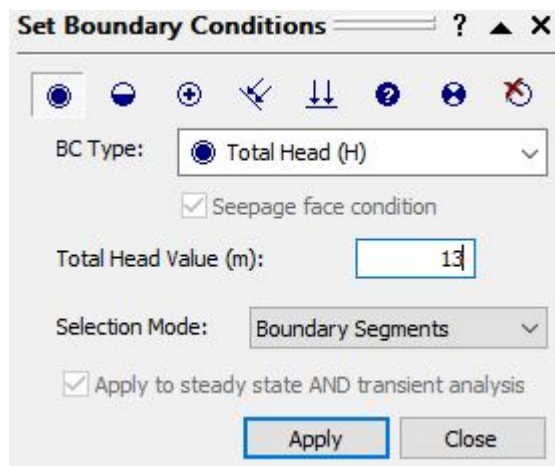 Set Boundary Conditions ?
?
BC Type: Total Head (H)
Seepage face condition
Total Head Value (m): 13
Selection Mode: Boundary Segments
Apply to steady state AND transient analysis
Apply Close